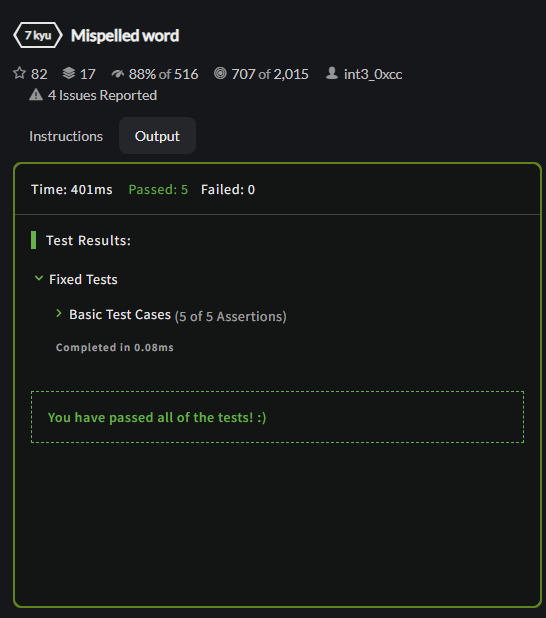 7 kyu Mispelled word
82 17 88% of 516 707 of 2,015 int3_0xcc
4 Issues Reported
Instructions Output
Time: 401ms Passed: 5 Failed: 0
Test Results:
Fixed Tests
Basic Test Cases (5 of 5 Assertions)
Completed in 0.08ms
You have passed all of the tests! :)